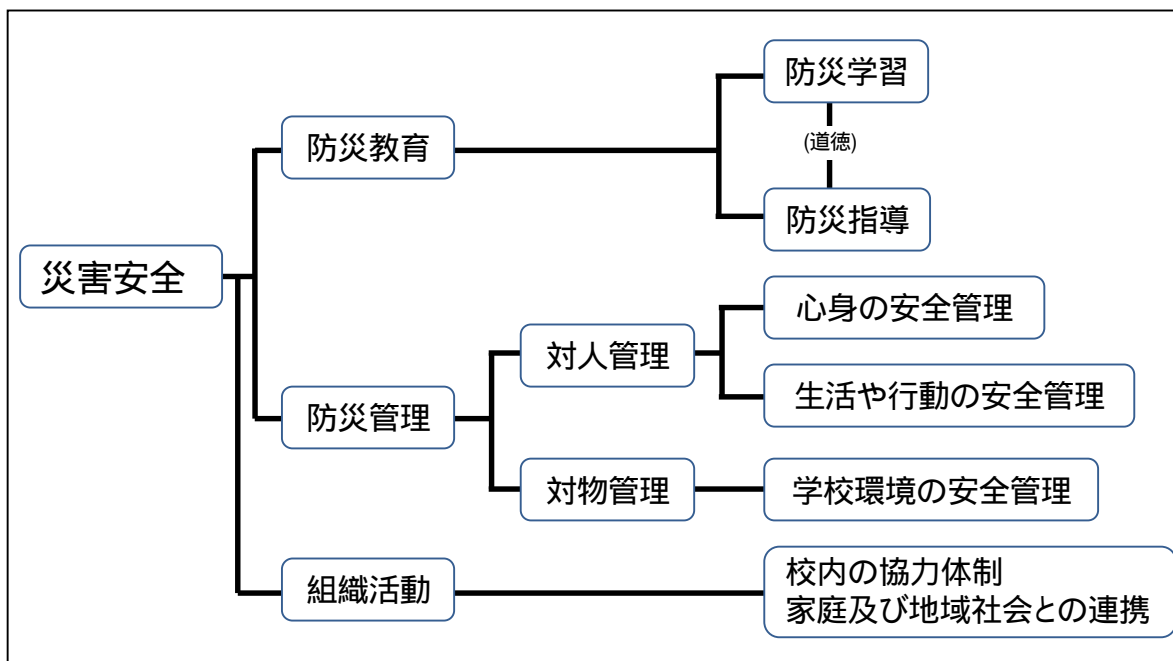 防災学習
(道徳)
防災教育
防災指導
災害安全
心身の安全管理
対人管理
生活や行動の安全管理
防災管理
対物管理
学校環境の安全管理
組織活動
校内の協力体制
家庭及び地域社会との連携